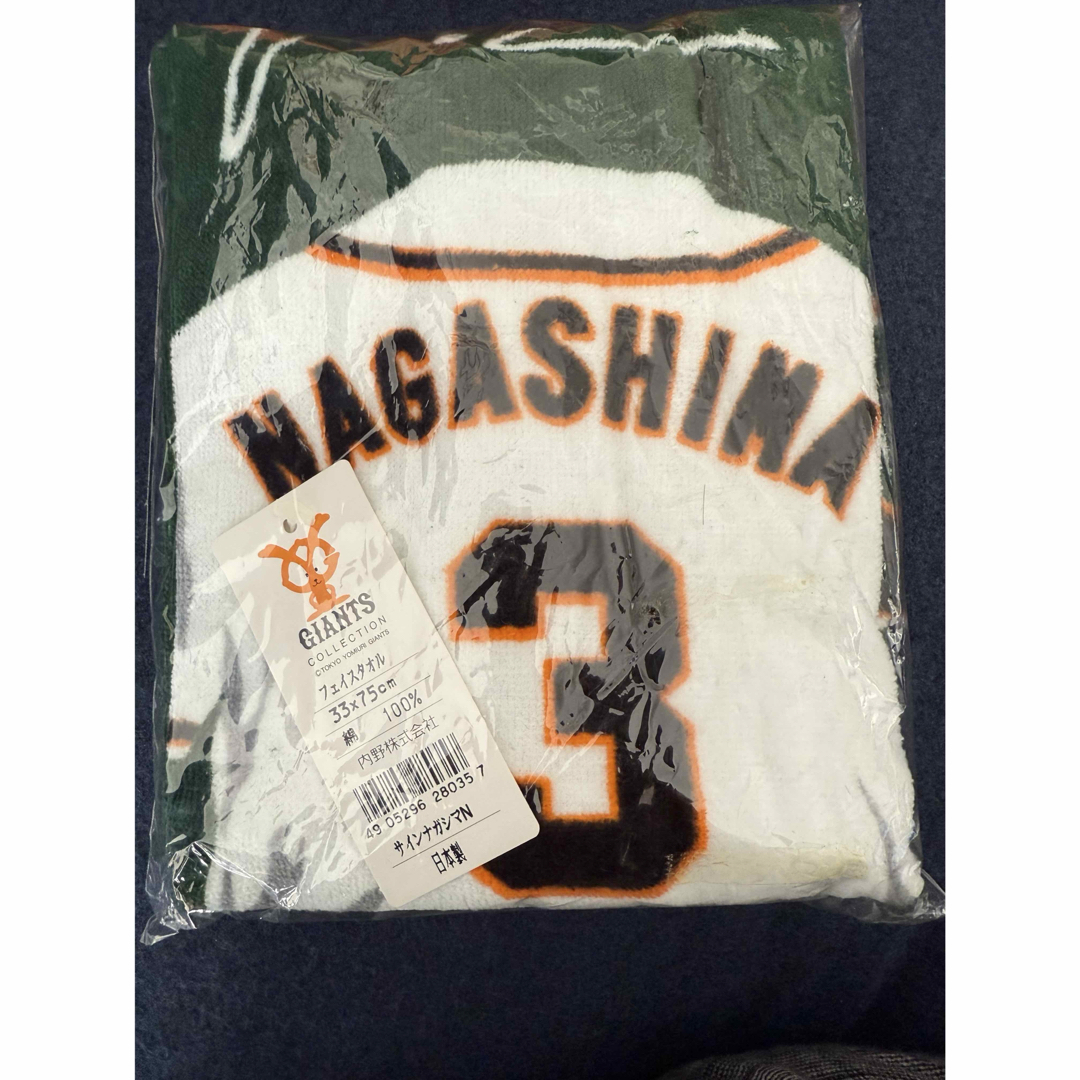 NAGASHIMA
3
GIANTS
COLLECTION
©TOKYO YOMIURI GIANTS
フェイスタオル
33×75cm
綿 100%
内野株式会社
49 05296 28035 7
サインナガシマN
日本製